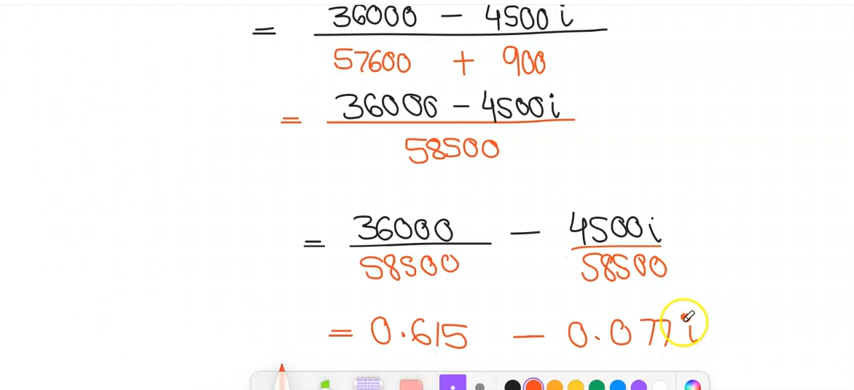 = 36000 - 4500i
57600 + 900
= 36000 - 4500i
58500
= 36000 - 4500i
58500 58500
= 0.615 - 0.077i